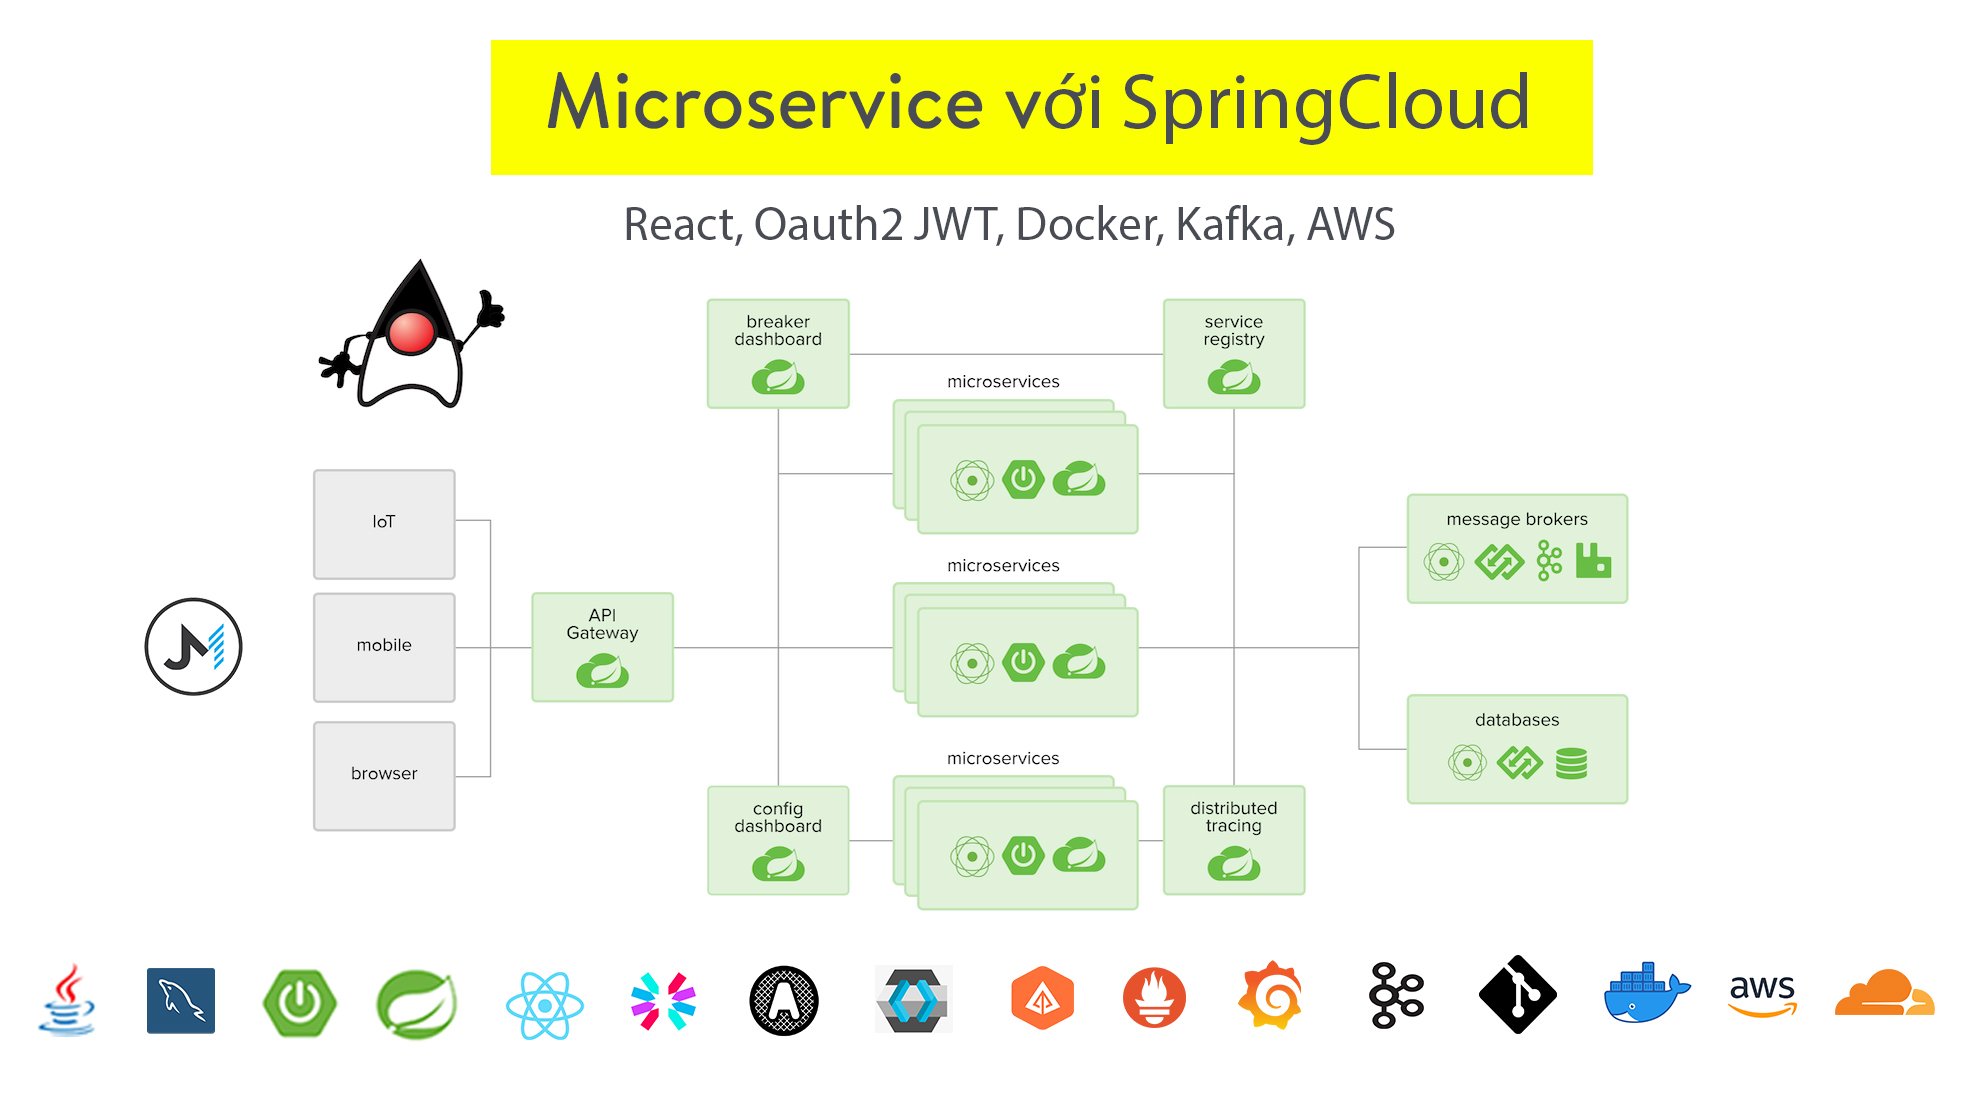 Microservice với SpringCloud
React, Oauth2 JWT, Docker, Kafka, AWS
breaker
dashboard
service
registry
microservices
IoT
mobile
browser
API
Gateway
microservices
message brokers
databases
microservices
config
dashboard
distributed
tracing
JM
A
aws